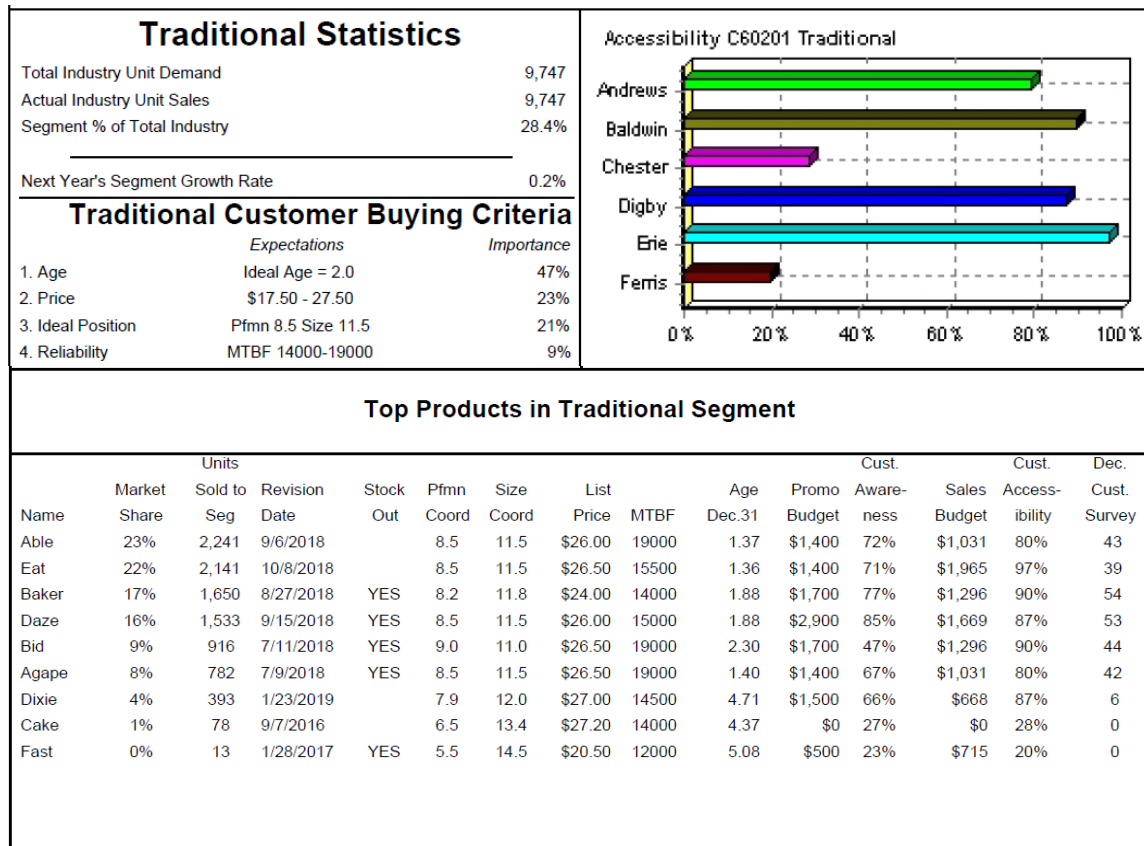 Traditional Statistics
Total Industry Unit Demand 9,747
Actual Industry Unit Sales 9,747
Segment % of Total Industry 28.4%
Next Year's Segment Growth Rate 0.2%
Traditional Customer Buying Criteria
Expectations Importance
1. Age Ideal Age = 2.0 47%
2. Price $17.50 - 27.50 23%
3. Ideal Position Pfmn 8.5 Size 11.5 21%
4. Reliability MTBF 14000-19000 9%
Accessibility C60201 Traditional
Andrews
Baldwin
Chester
Digby
Erie
Ferris
0% 20% 40% 60% 80% 100%
Top Products in Traditional Segment
Units Cust. Cust. Dec.
Market Sold to Revision Stock Pfmn Size List Age Promo Aware- Sales Access- Cust.
Name Share Seg Date Out Coord Coord Price MTBF Dec.31 Budget ness Budget ibility Survey
Able 23% 2,241 9/6/2018 8.5 11.5 $26.00 19000 1.37 $1,400 72% $1,031 80% 43
Eat 22% 2,141 10/8/2018 8.5 11.5 $26.50 15500 1.36 $1,400 71% $1,965 97% 39
Baker 17% 1,650 8/27/2018 YES 8.2 11.8 $24.00 14000 1.88 $1,700 77% $1,296 90% 54
Daze 16% 1,533 9/15/2018 YES 8.5 11.5 $26.00 15000 1.88 $2,900 85% $1,669 87% 53
Bid 9% 916 7/11/2018 YES 9.0 11.0 $26.50 19000 2.30 $1,700 47% $1,296 90% 44
Agape 8% 782 7/9/2018 YES 8.5 11.5 $26.50 19000 1.40 $1,400 67% $1,031 80% 42
Dixie 4% 393 1/23/2019 7.9 12.0 $27.00 14500 4.71 $1,500 66% $668 87% 6
Cake 1% 78 9/7/2016 6.5 13.4 $27.20 14000 4.37 $0 27% $0 28% 0
Fast 0% 13 1/28/2017 YES 5.5 14.5 $20.50 12000 5.08 $500 23% $715 20% 0